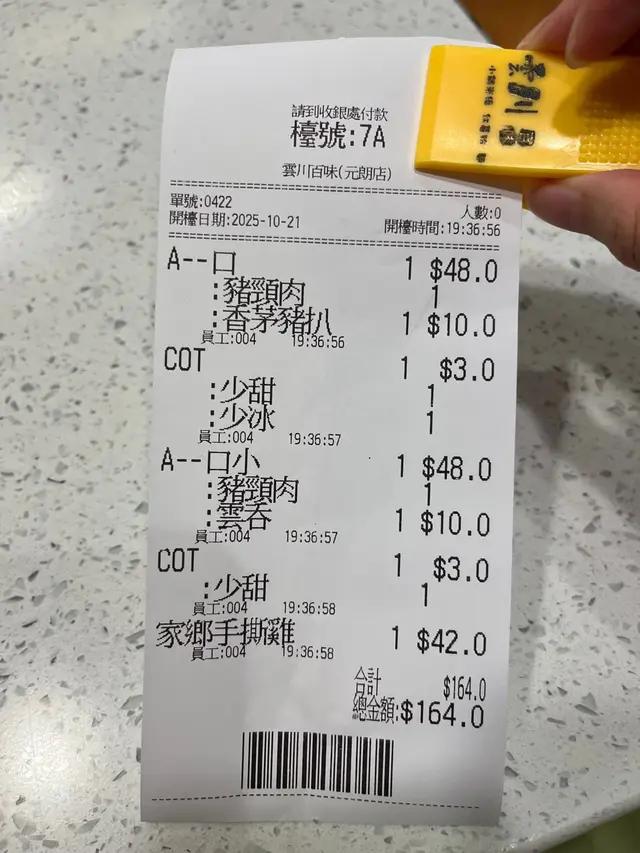 請到收銀處付款
檯號:7A
雲川百味(元朗店)
單號:0422 人數:0
開檯日期:2025-10-21 開檯時間:19:36:56
A--口 1 $48.0
:豬頸肉 1
:香茅豬扒 1 $10.0
員工:004 19:36:56
COT 1 $3.0
:少甜 1
:少冰 1
員工:004 19:36:57
A--口小 1 $48.0
:豬頸肉 1
:雲吞 1 $10.0
員工:004 19:36:57
COT 1 $3.0
:少甜 1
員工:004 19:36:58
家鄉手撕雞 1 $42.0
員工:004 19:36:58
合計 $164.0
總金額:$164.0